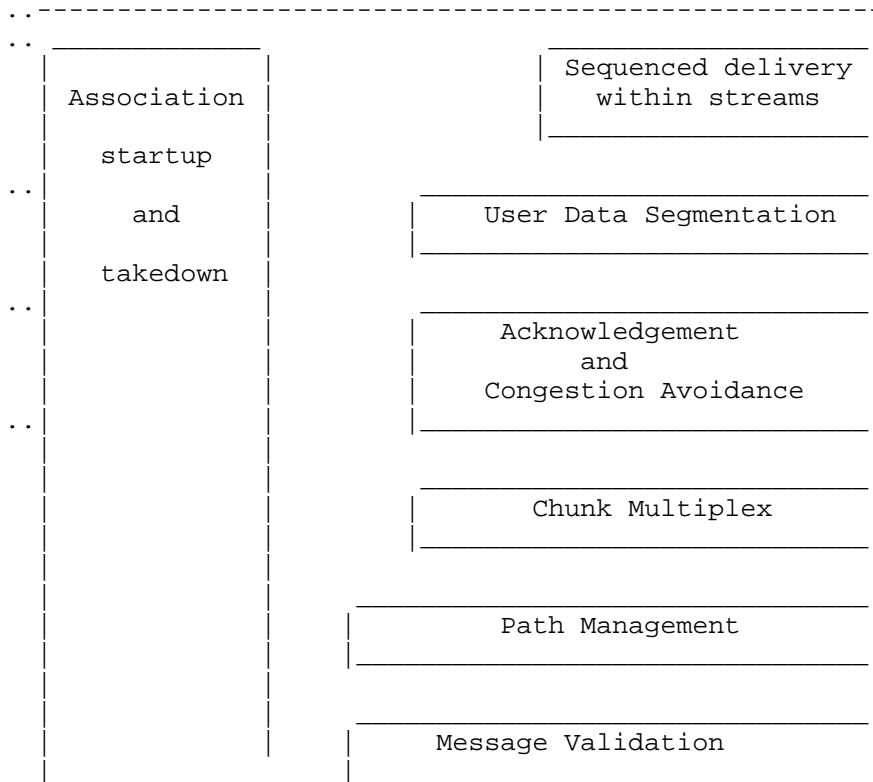 Sequenced delivery
Association within streams
startup
and User Data Segmentation
takedown
Acknowledgement
and
Congestion Avoidance
Chunk Multiplex
Path Management
Message Validation